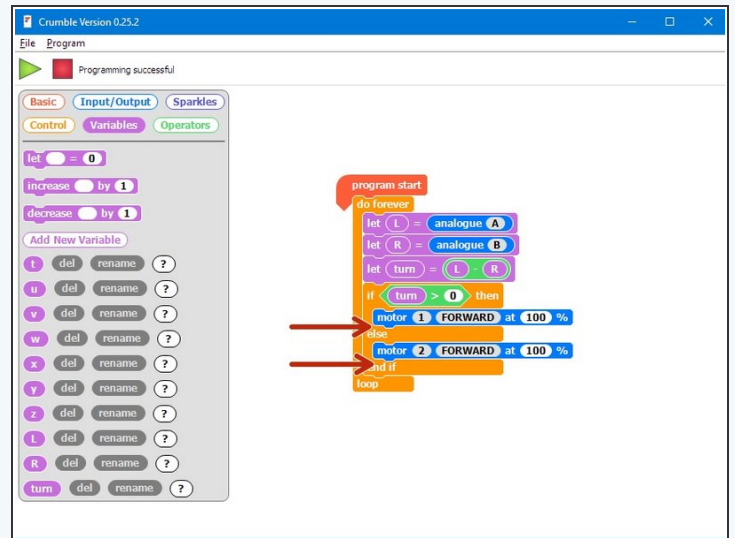 Crumble Version 0.25.2
File Program
Programming successful
Basic Input/Output Sparkles
Control Variables Operators
let = 0
increase by 1
decrease by 1
Add New Variable
t del rename ?
u del rename ?
v del rename ?
w del rename ?
x del rename ?
y del rename ?
z del rename ?
L del rename ?
R del rename ?
turn del rename ?
program start
do forever
let L = analogue A
let R = analogue B
let turn = L - R
if turn > 0 then
motor 1 FORWARD at 100 %
else
motor 2 FORWARD at 100 %
end if
loop